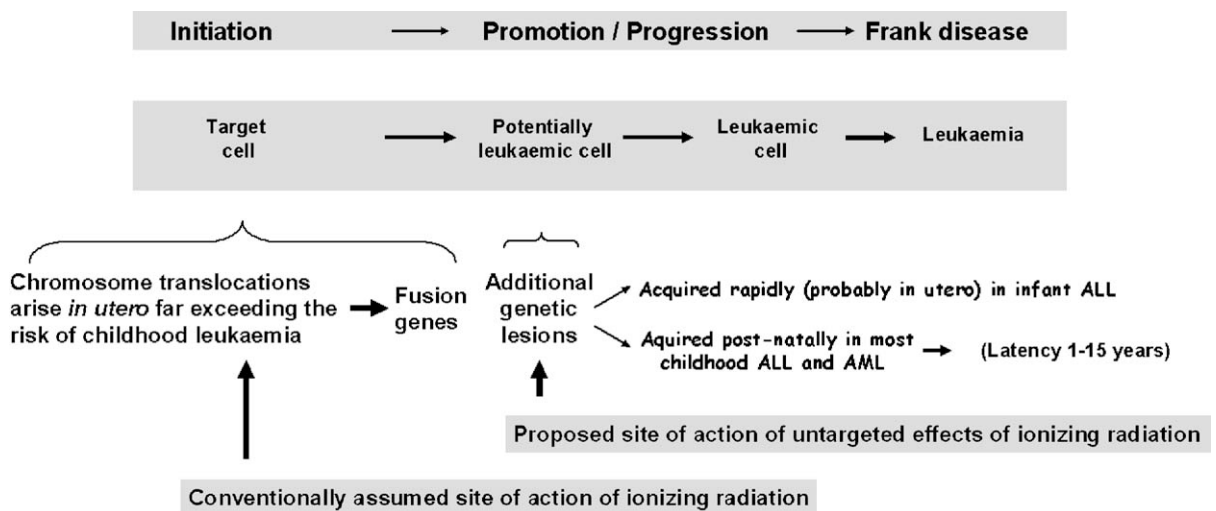 Initiation Promotion / Progression Frank disease
Target
cell
Potentially
leukaemic cell
Leukaemic
cell
Leukaemia
Chromosome translocations
arise in utero far exceeding the
risk of childhood leukaemia
Fusion
genes
Additional
genetic
lesions
Acquired rapidly (probably in utero) in infant ALL
Aquired post-natally in most
childhood ALL and AML
(Latency 1-15 years)
Proposed site of action of untargeted effects of ionizing radiation
Conventionally assumed site of action of ionizing radiation